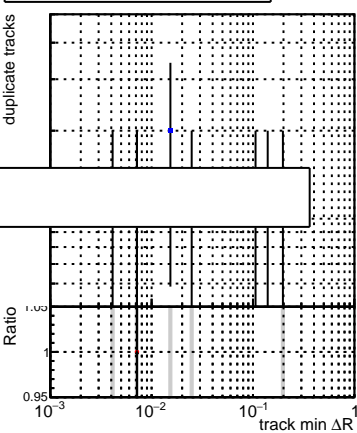 duplicate tracks
1.05
Ratio
1
0.95
10−3 10−2 10−1 1
track min ΔR